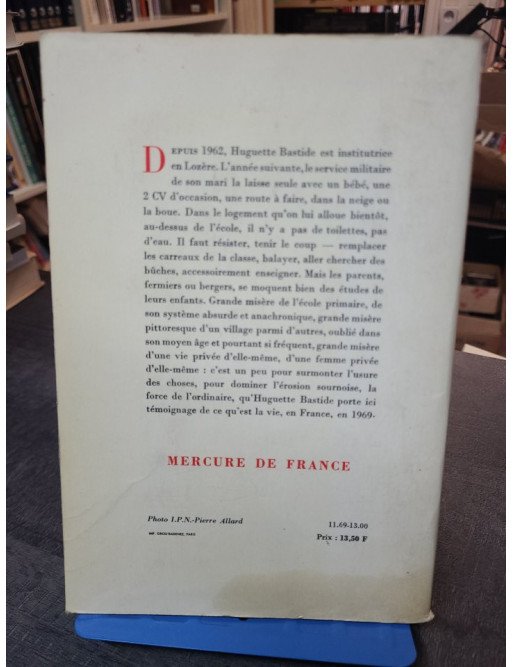 DEPUIS 1962, Huguette Bastide est institutrice
en Lozère. L'année suivante, le service militaire
de son mari la laisse seule avec un bébé, une
2 CV d'occasion, une route à faire, dans la neige ou
la boue. Dans le logement qu'on lui alloue bientôt,
au-dessus de l'école, il n'y a pas de toilettes, pas
d'eau. Il faut résister, tenir le coup — remplacer
les carreaux de la classe, balayer, aller chercher des
bûches, accessoirement enseigner. Mais les parents,
fermiers ou bergers, se moquent bien des études de
leurs enfants. Grande misère de l'école primaire, de
son système absurde et anachronique, grande misère
pittoresque d'un village parmi d'autres, oublié dans
son moyen âge et pourtant si fréquent, grande misère
d'une vie privée d'elle-même, d'une femme privée
d'elle-même : c'est un peu pour surmonter l'usure
des choses, pour dominer l'érosion sournoise, la
force de l'ordinaire, qu'Huguette Bastide porte ici
témoignage de ce qu'est la vie, en France, en 1969.
MERCURE DE FRANCE
Photo I.P.N.-Pierre Allard
IMP. GROU-RADENEZ, PARIS
11.69-13.00
Prix : 13,50 F